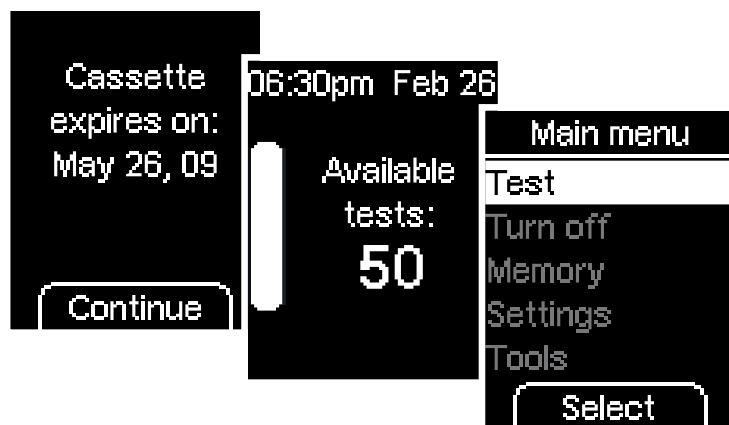 Cassette
expires on:
May 26, 09
Continue
06:30pm Feb 26
Available
tests:
50
Main menu
Test
Turn off
Memory
Settings
Tools
Select